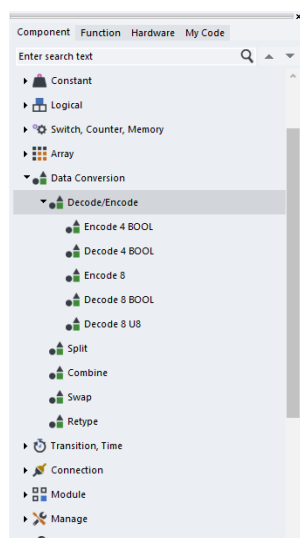 Component Function Hardware My Code
Enter search text
Constant
Logical
Switch, Counter, Memory
Array
Data Conversion
Decode/Encode
Encode 4 BOOL
Decode 4 BOOL
Encode 8
Decode 8 BOOL
Decode 8 U8
Split
Combine
Swap
Retype
Transition, Time
Connection
Module
Manage